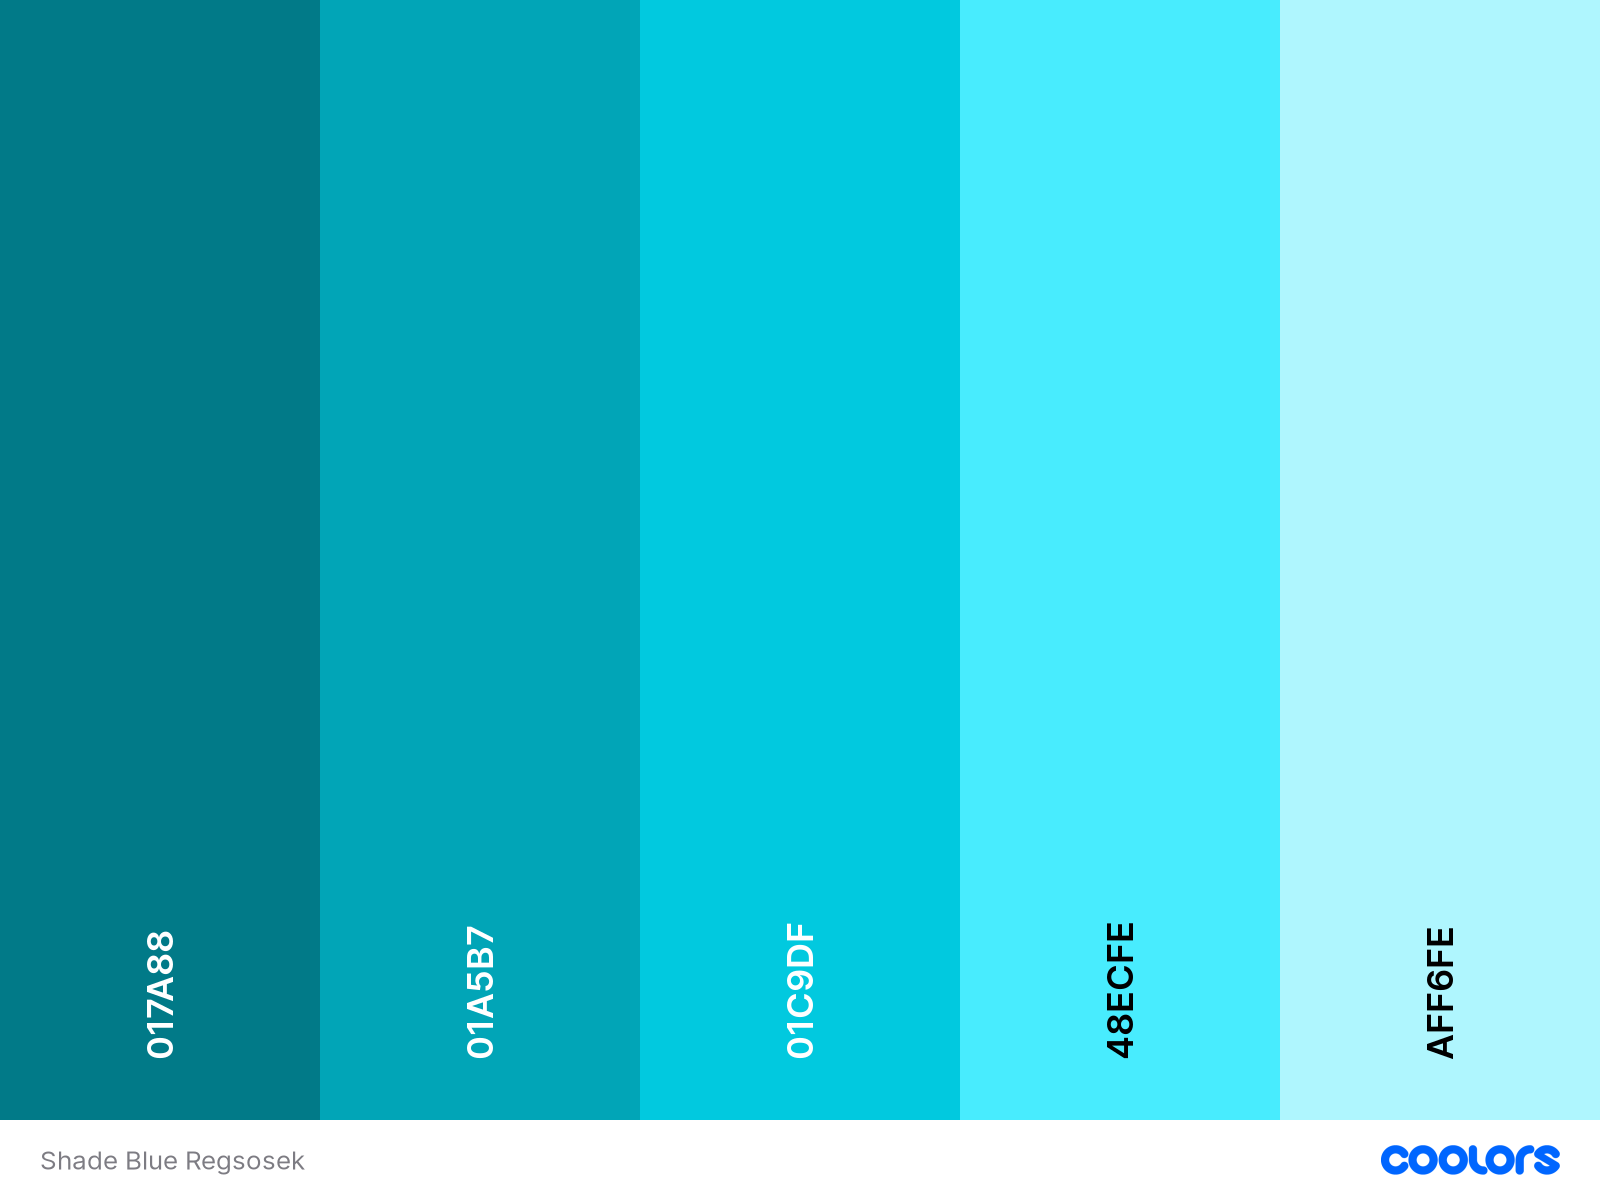 017A88
01A5B7
01C9DF
48ECFE
AFF6FE
Shade Blue Regsosek
coolors